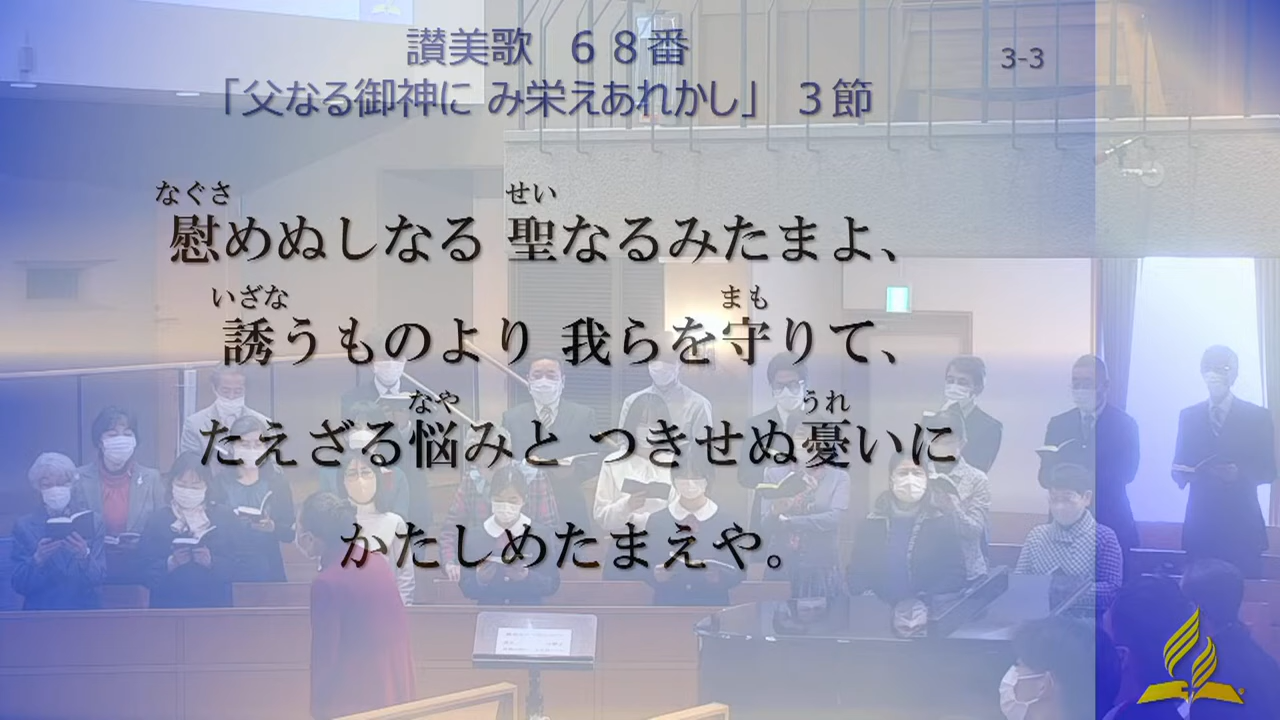 讃美歌　６８番
3-3
「父なる御神に み栄えあれかし」　３節
なぐさ せい
慰めぬしなる 聖なるみたまよ、
いざな まも
誘うものより 我らを守りて、
なや うれ
たえざる悩みと つきせぬ憂いに
かたしめたまえや。